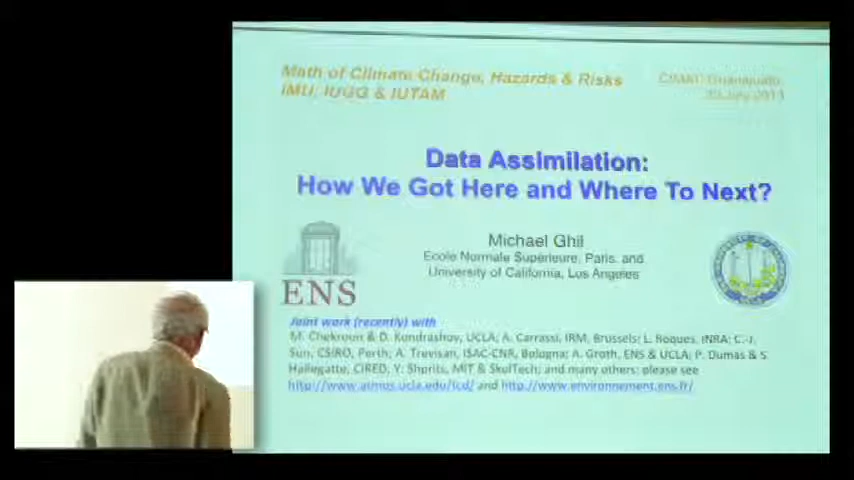 Math of Climate Change, Hazards & Risks
IMU, IUGG & IUTAM
CIMAT, Guanajuato,
2013
Data Assimilation:
How We Got Here and Where To Next?
Michael Ghil
Ecole Normale Supérieure, Paris, and
University of California, Los Angeles
ENS
Joint work (recently) with
M. Chekroun & D. Kondrashov, UCLA; A. Carrassi, IRM, Brussels; L. Roques, INRA; C.-J.
Sun, CSIRO, Perth; A. Trevisan, ISAC-CNR, Bologna; A. Groth, ENS & UCLA; P. Dumas & S.
Hallegatte, CIRED, Y. Shprits, MIT & SkolTech; and many others: please see
http://www.atmos.ucla.edu/tcd/ and http://www.environnement.ens.fr/